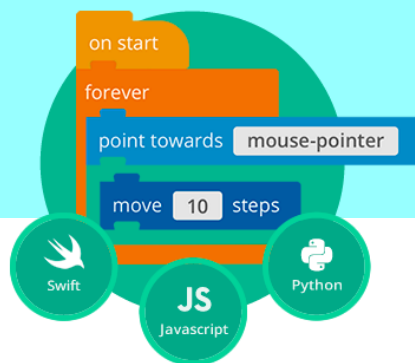 on start
forever
point towards mouse-pointer
move 10 steps
Swift
Python
JS
Javascript